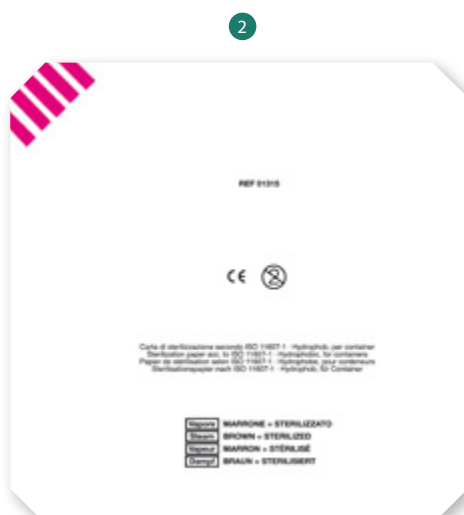 2
REF 01315
CE
Carta di sterilizzazione secondo ISO 11607-1 · Hydrophob, per container
Sterilization paper acc. to ISO 11607-1 · Hydrophobic, for containers
Papier de stérilisation selon ISO 11607-1 · Hydrophobe, pour conteneurs
Sterilisationspapier nach ISO 11607-1 · Hydrophob, für Container
Vapore MARRONE = STERILIZZATO
Steam BROWN = STERILIZED
Vapeur MARRON = STÉRILISÉ
Dampf BRAUN = STERILISIERT